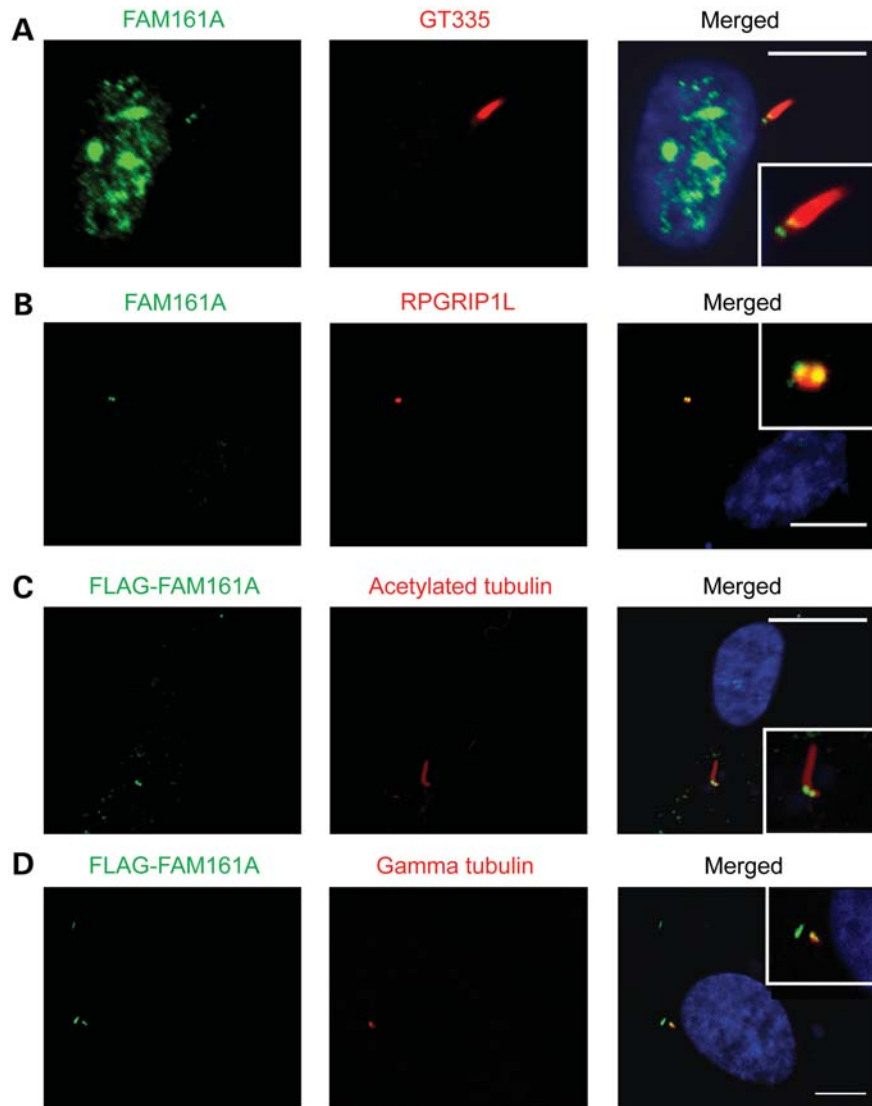 A
FAM161A GT335 Merged
B
FAM161A RPGRIP1L Merged
C
FLAG-FAM161A Acetylated tubulin Merged
D
FLAG-FAM161A Gamma tubulin Merged